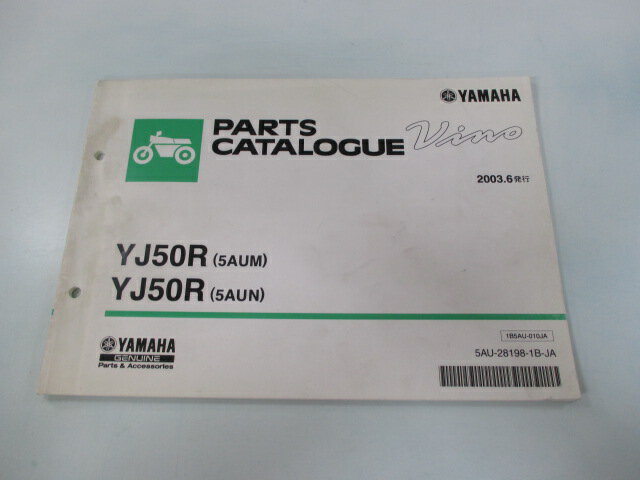 YAMAHA
PARTS
CATALOGUE
Vino
2003.6発行
YJ50R (5AUM)
YJ50R (5AUN)
1B5AU-010JA
YAMAHA
GENUINE
Parts & Accessories
5AU-28198-1B-JA